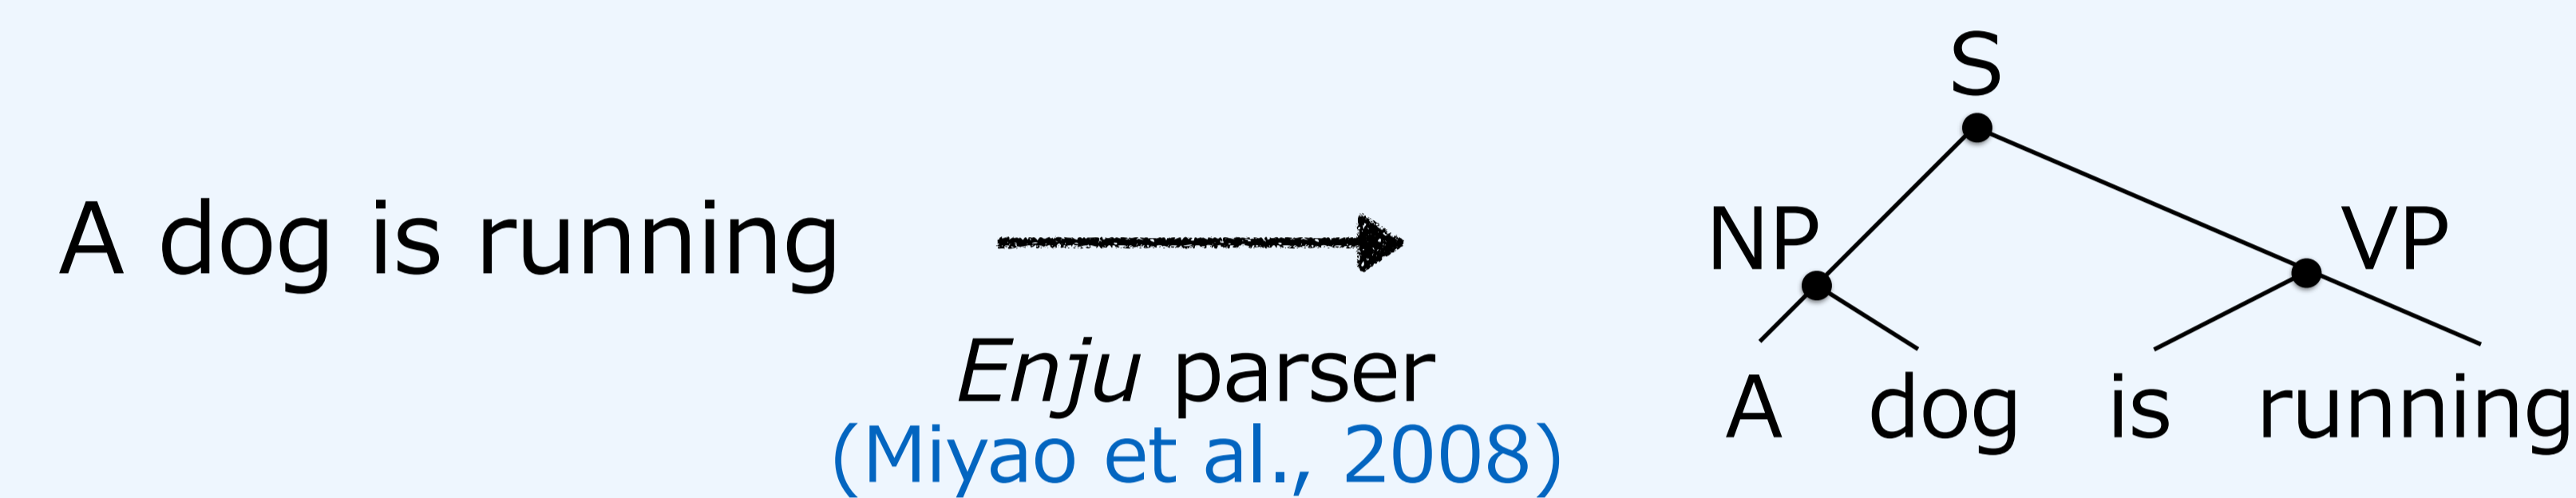 A dog is running
Enju parser
(Miyao et al., 2008)
S
NP VP
A dog is running